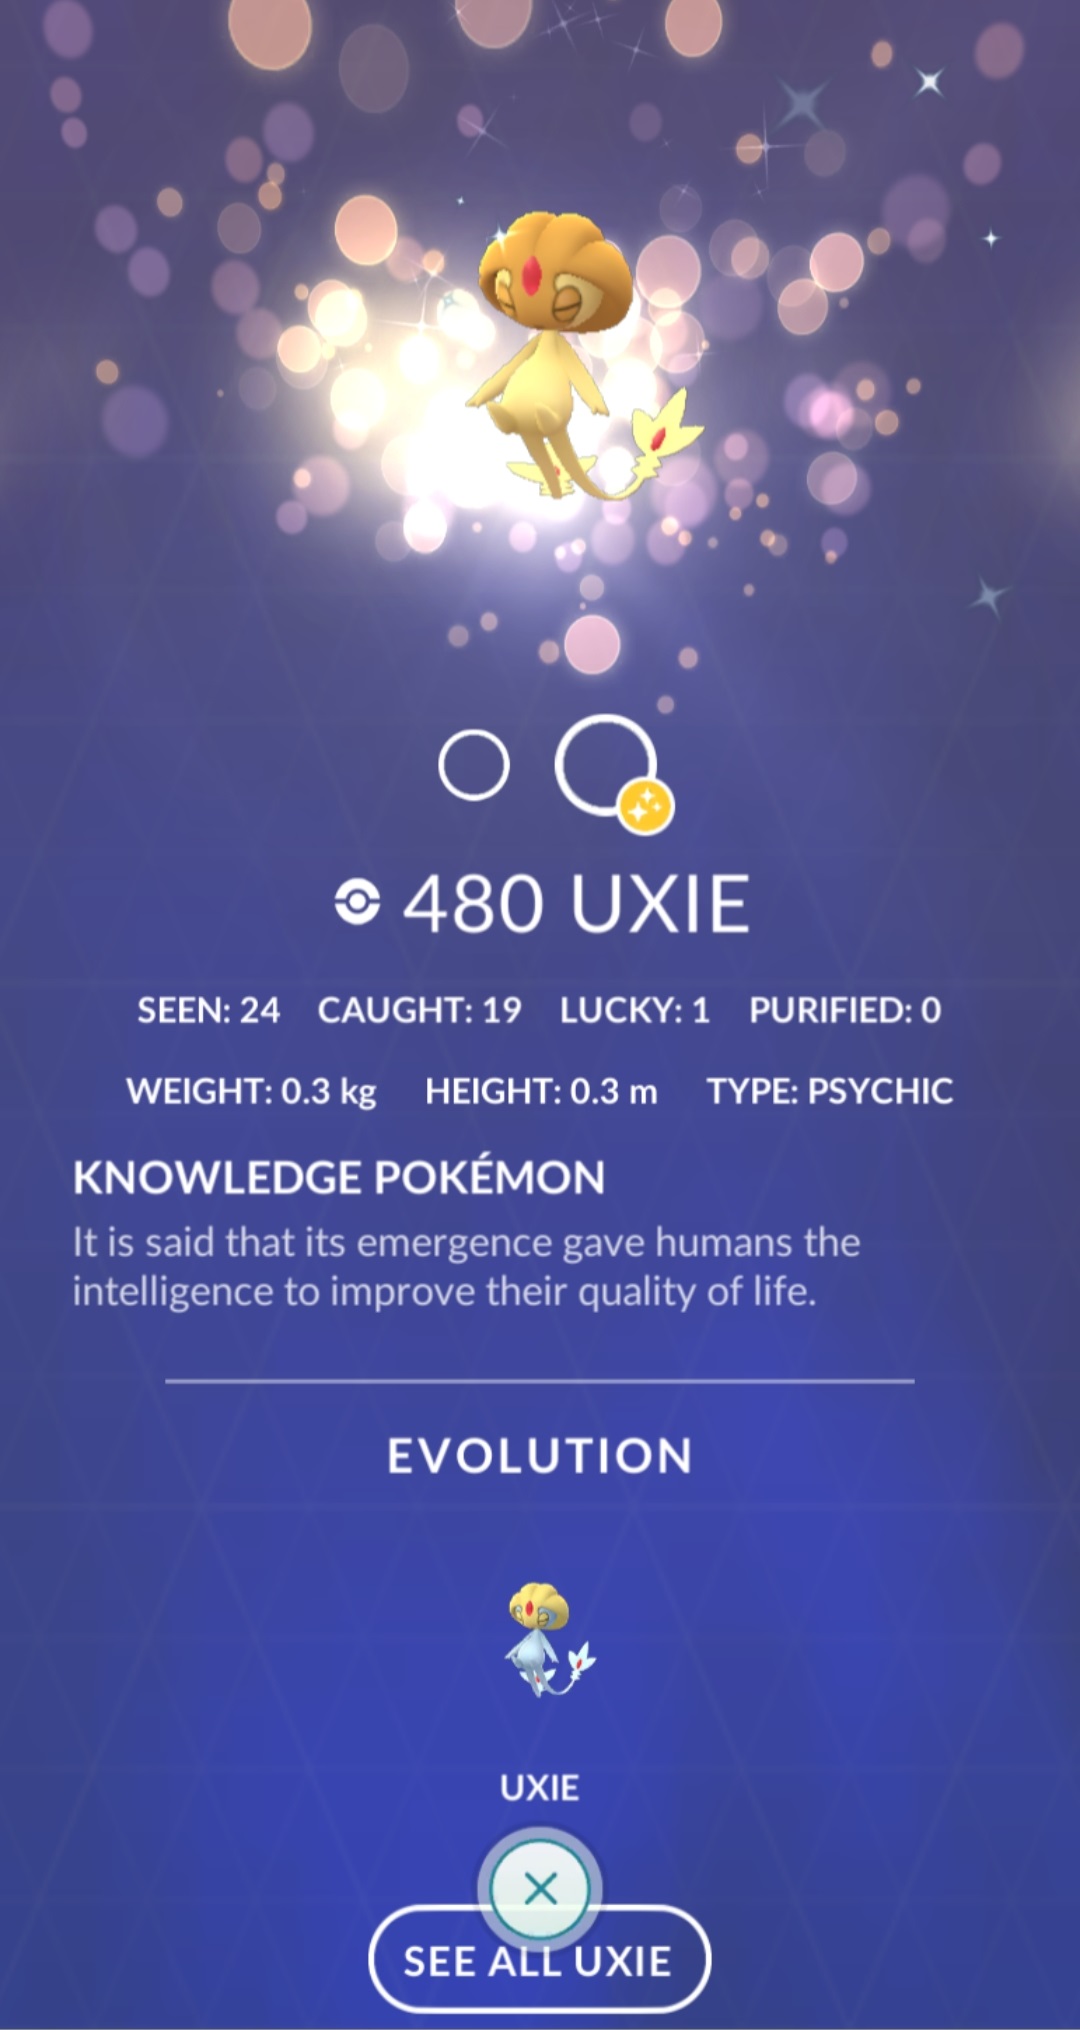 480 UXIE
SEEN: 24 CAUGHT: 19 LUCKY: 1 PURIFIED: 0
WEIGHT: 0.3 kg HEIGHT: 0.3 m TYPE: PSYCHIC
KNOWLEDGE POKÉMON
It is said that its emergence gave humans the
intelligence to improve their quality of life.
EVOLUTION
UXIE
SEE ALL UXIE